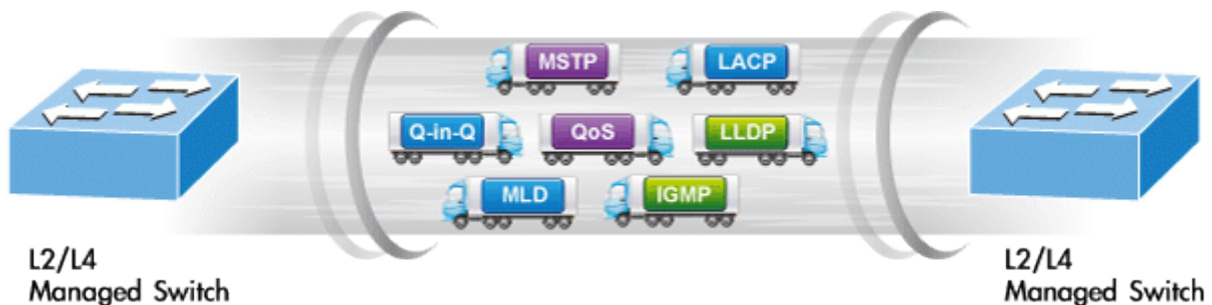 MSTP
LACP
Q-in-Q
QoS
LLDP
MLD
IGMP
L2/L4
Managed Switch
L2/L4
Managed Switch